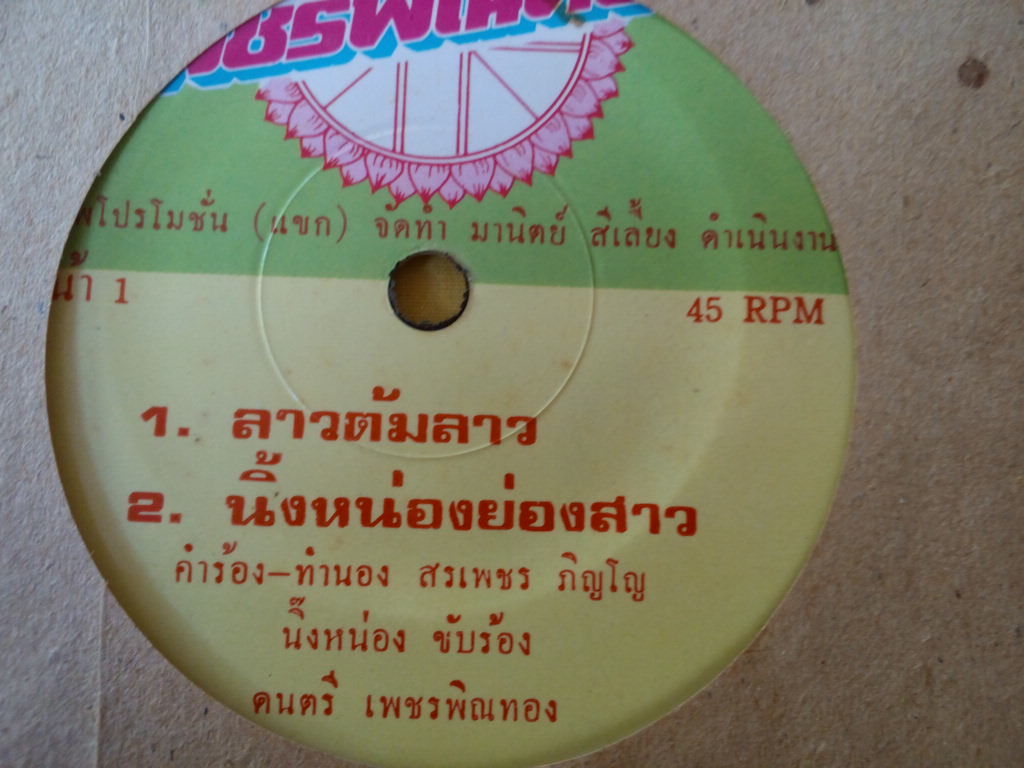 โปรโมชั่น (แขก) จัดทำ มานิตย์ สีเลี้ยง ดำเนินงาน
น้า 1
45 RPM
1. ลาวต้มลาว
2. นิ้งหน่องย่องสาว
คำร้อง-ทำนอง สรเพชร ภิญโญ
นิ๊งหน่อง ขับร้อง
ดนตรี เพชรพิณทอง